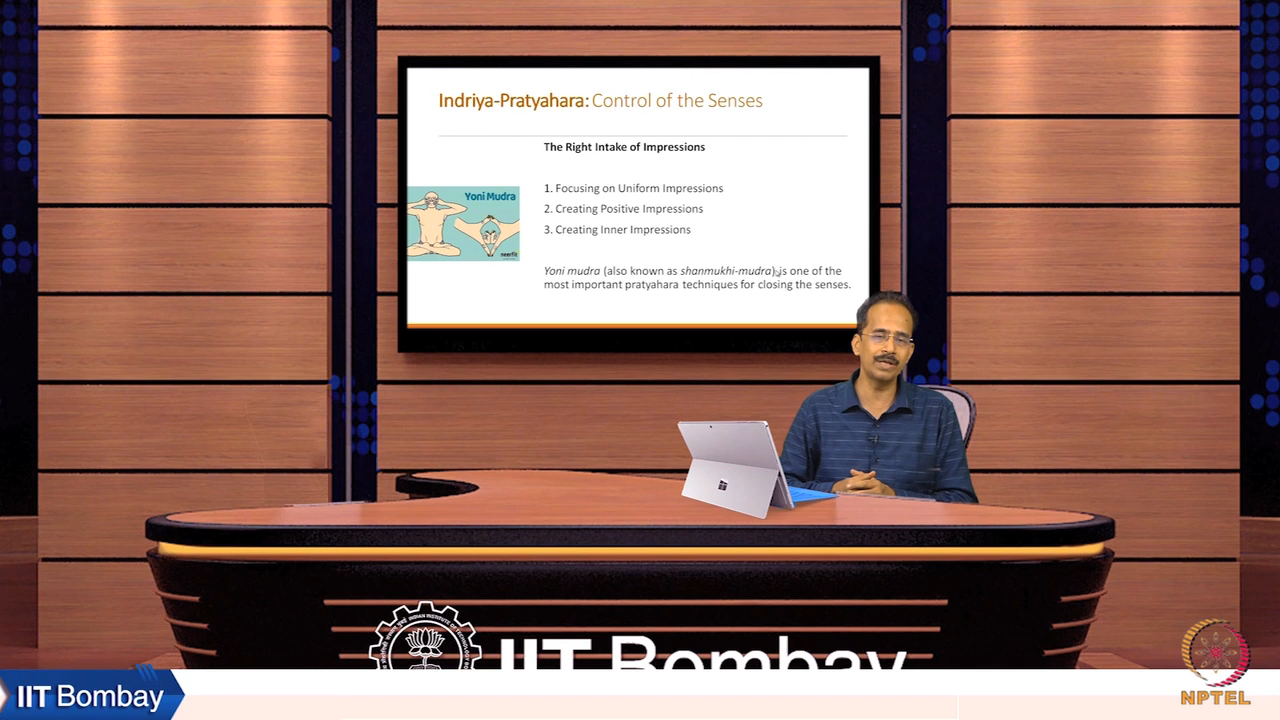 Indriya-Pratyahara: Control of the Senses
The Right Intake of Impressions
1. Focusing on Uniform Impressions
2. Creating Positive Impressions
3. Creating Inner Impressions
Yoni Mudra
neerfit
Yoni mudra (also known as shanmukhi-mudra) is one of the
most important pratyahara techniques for closing the senses.
IIT Bombay
IIT Bombay
NPTEL